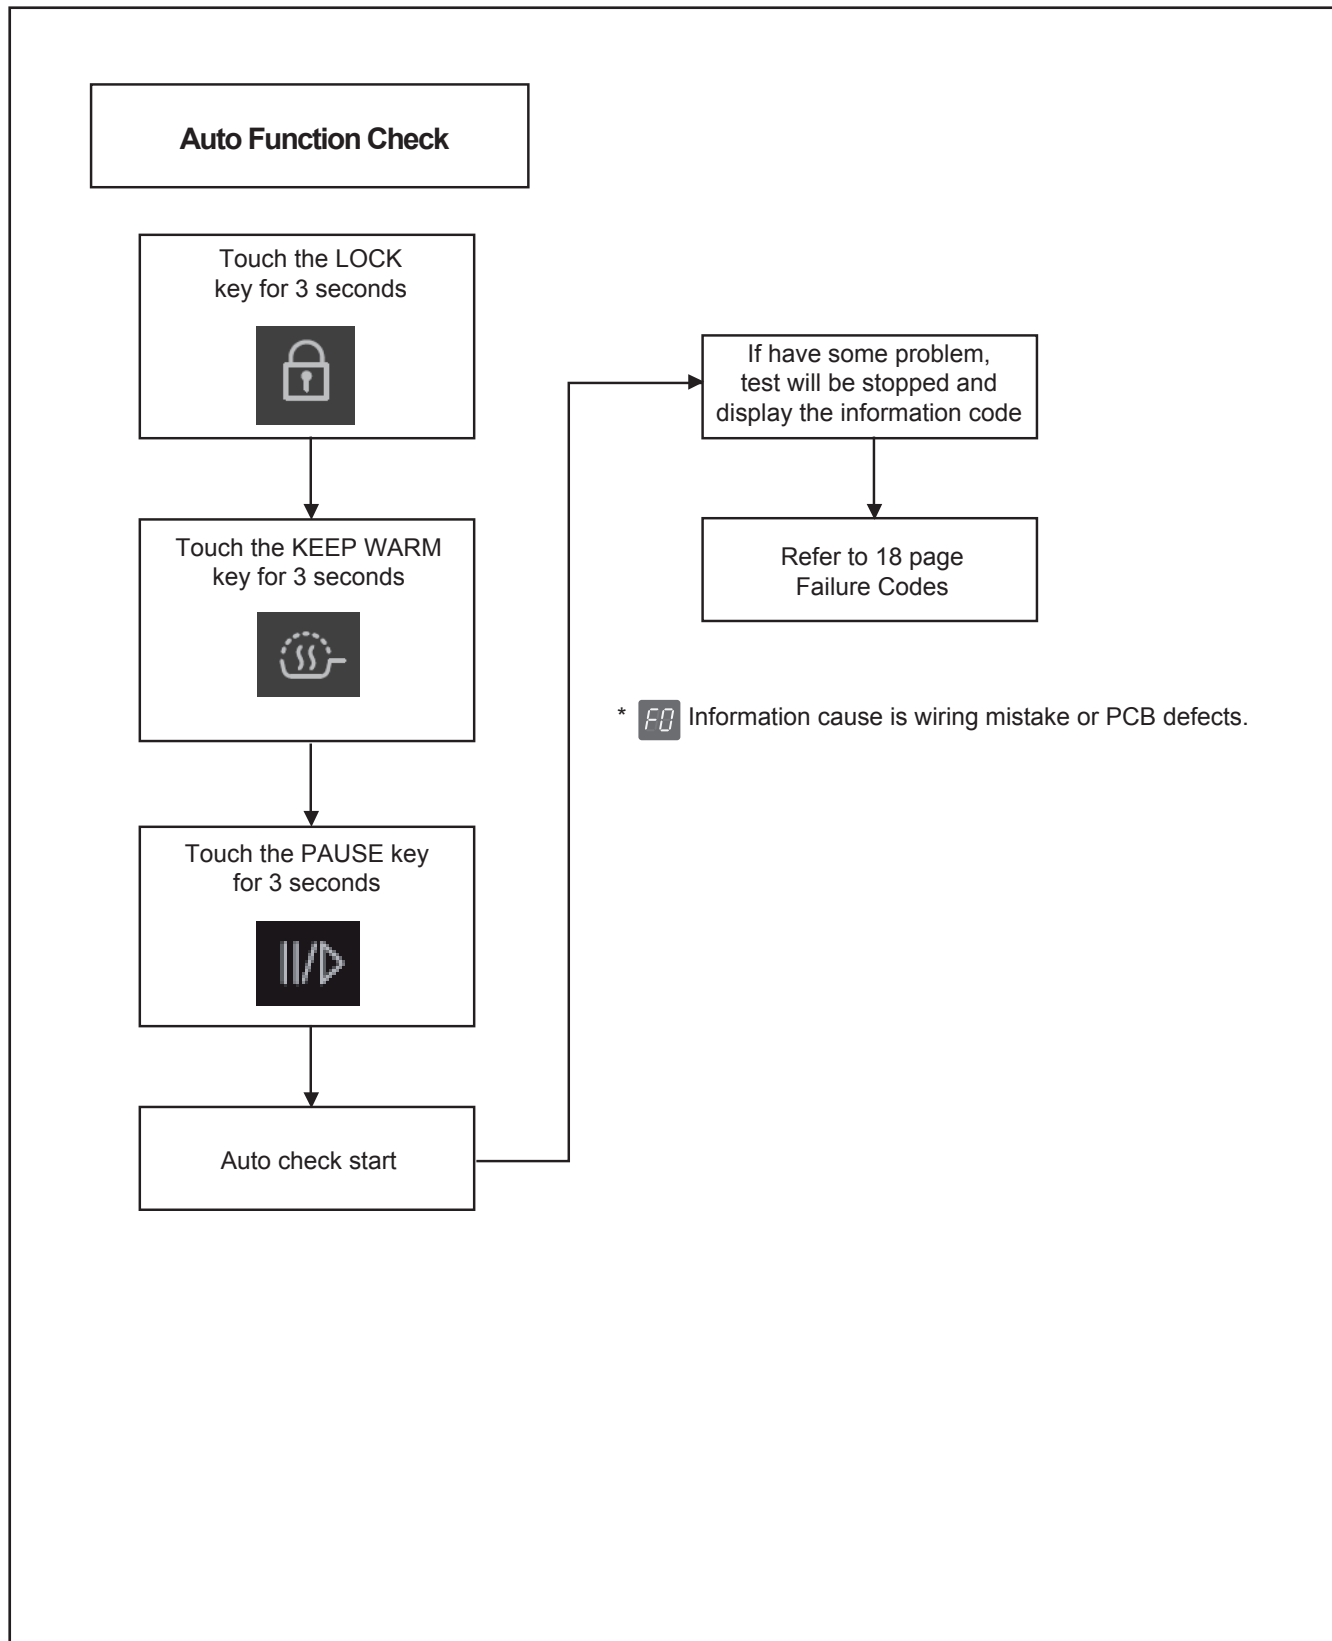 Auto Function Check
Touch the LOCK
key for 3 seconds
Touch the KEEP WARM
key for 3 seconds
Touch the PAUSE key
for 3 seconds
Auto check start
If have some problem,
test will be stopped and
display the information code
Refer to 18 page
Failure Codes
* F0 Information cause is wiring mistake or PCB defects.